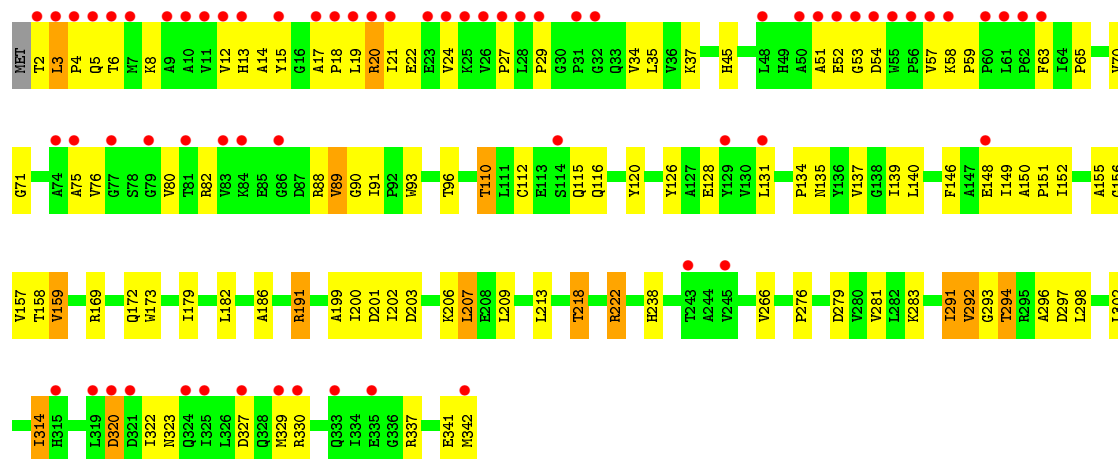 MET T2 L3 P4 Q5 T6 M7 K8 A9 A10 V11 V12 H13 A14 Y15 G16 A17 P18 L19 R20 I21 E22 E23 V24 K25 V26 P27 L28 P29 G30 P31 G32 Q33 V34 L35 V36 K37 H45 L48 H49 A50 A51 E52 G53 D54 W55 P56 V57 K58 P59 P60 L61 P62 F63 I64 P65 V70
G71 A74 A75 V76 G77 S78 G79 V80 T81 R82 V83 K84 E85 G86 D87 R88 V89 G90 I91 P92 W93 T96 T110 L111 C112 E113 S114 Q115 Q116 Y120 Y126 A127 E128 Y129 V130 L131 P134 N135 Y136 V137 G138 I139 L140 F146 A147 E148 I149 A150 P151 I152 A155 G156
V157 T158 V159 R169 Q172 W173 I179 L182 A186 R191 A199 I200 D201 I202 D203 K206 L207 E208 L209 L213 T218 R222 H238 T243 A244 V245 V266 P276 D279 V280 V281 L282 K283 I291 V292 G293 T294 R295 A296 D297 L298 L302
I314 H315 L319 D320 D321 I322 N323 Q324 I325 L326 D327 Q328 M329 R330 Q333 I334 E335 G336 R337 E341 M342